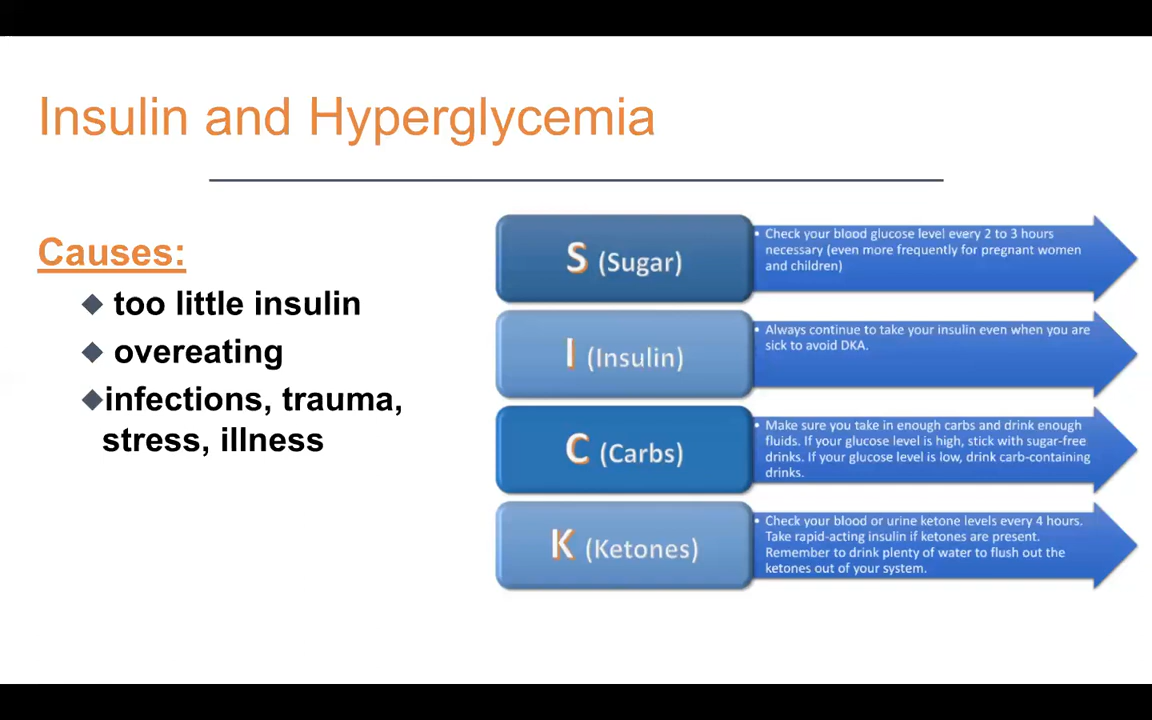 Insulin and Hyperglycemia
Causes:
too little insulin
overeating
infections, trauma,
stress, illness
S (Sugar)
• Check your blood glucose level every 2 to 3 hours
necessary (even more frequently for pregnant women
and children)
I (Insulin)
• Always continue to take your insulin even when you are
sick to avoid DKA.
C (Carbs)
• Make sure you take in enough carbs and drink enough
fluids. If your glucose level is high, stick with sugar-free
drinks. If your glucose level is low, drink carb-containing
drinks.
K (Ketones)
• Check your blood or urine ketone levels every 4 hours.
Take rapid-acting insulin if ketones are present.
Remember to drink plenty of water to flush out the
ketones out of your system.